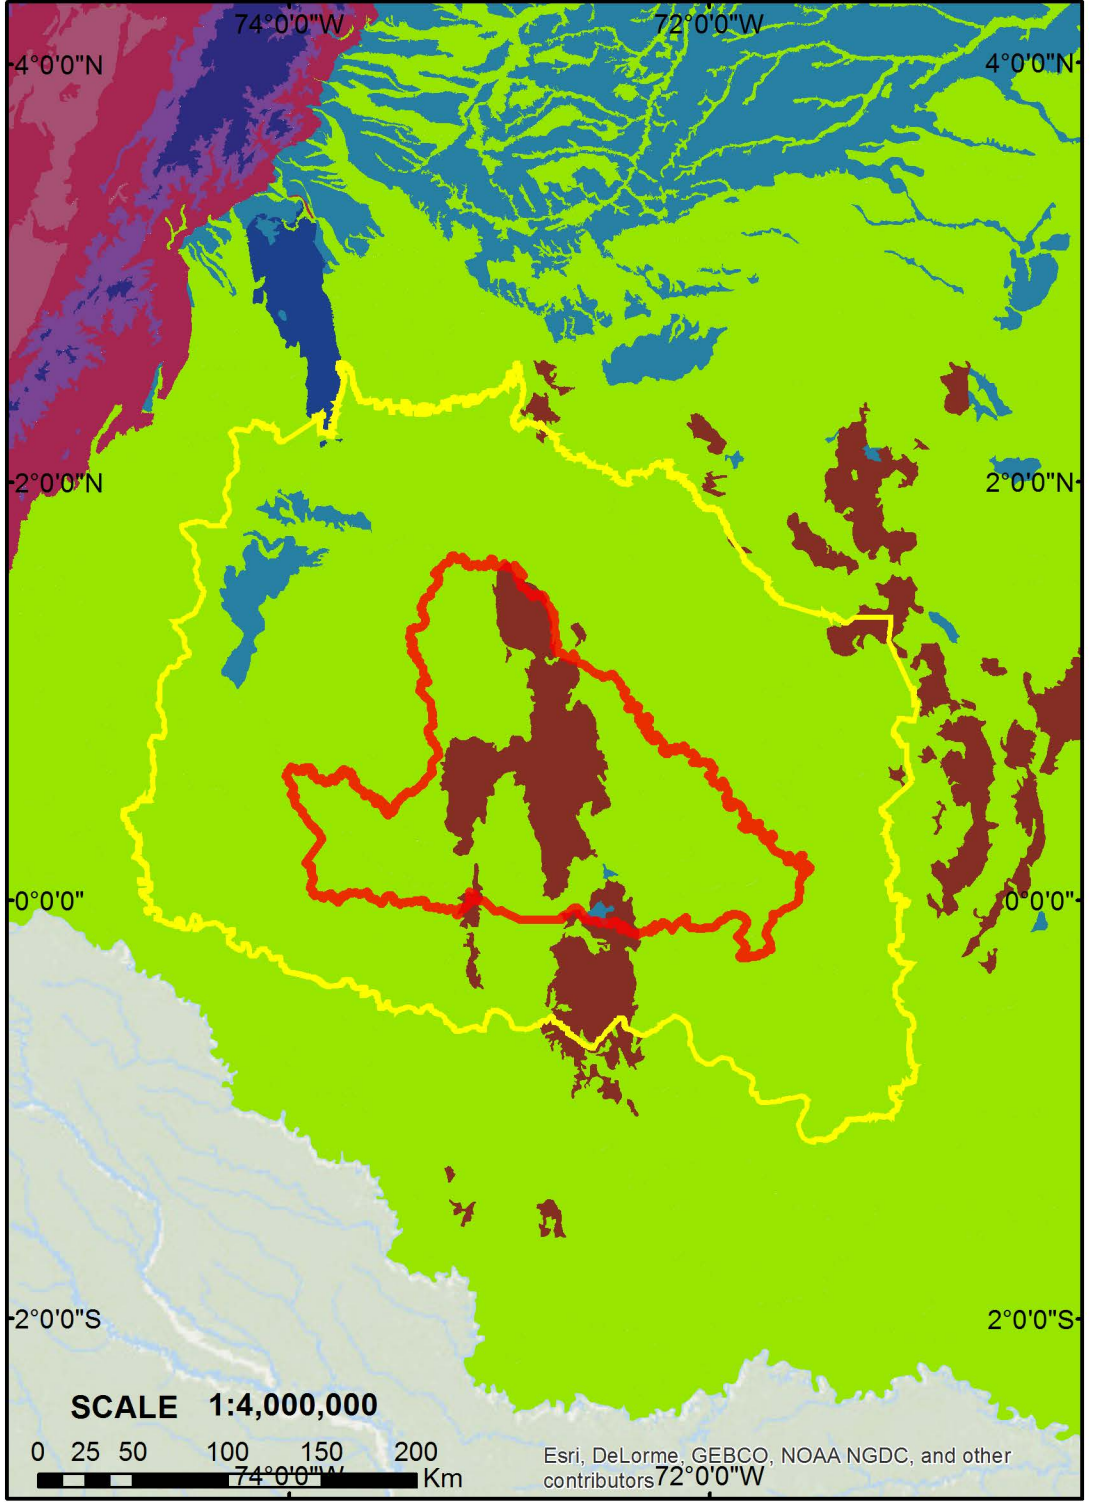 74°0'0"W 72°0'0"W
4°0'0"N 4°0'0"N
2°0'0"N 2°0'0"N
0°0'0" 0°0'0"
2°0'0"S 2°0'0"S
SCALE 1:4,000,000
0 25 50 100 150 200
Km
Esri, DeLorme, GEBCO, NOAA NGDC, and other
contributors
74°0'0"W 72°0'0"W